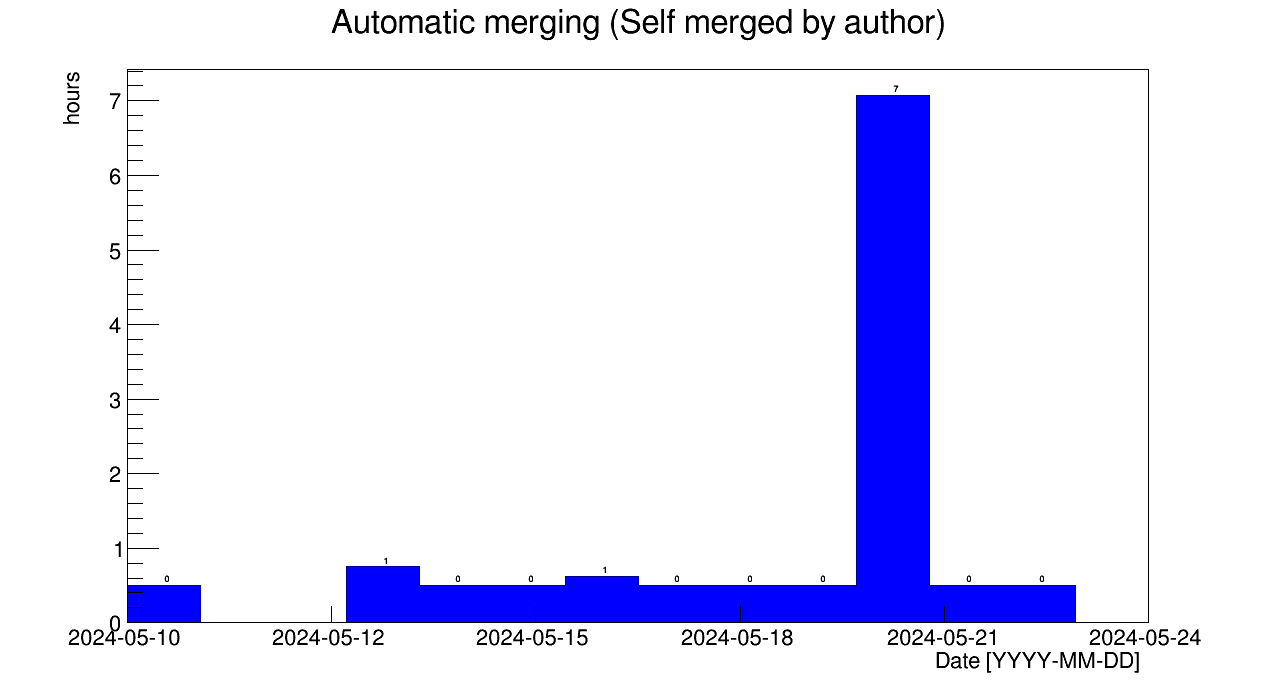 Automatic merging (Self merged by author)
hours
7
6
5
4
3
2
1
0
0 1 0 0 1 0 0 0 7 0 0
2024-05-10 2024-05-12 2024-05-15 2024-05-18 2024-05-21 2024-05-24
Date [YYYY-MM-DD]